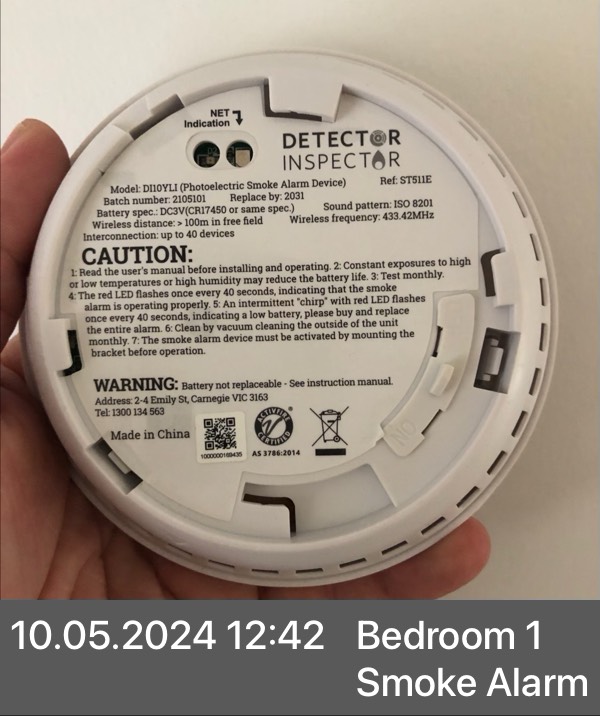 NET
Indication
DETECTOR
INSPECTOR
Model: DI10YLI (Photoelectric Smoke Alarm Device) Ref: ST511E
Batch number: 2105101 Replace by: 2031
Battery spec.: DC3V(CR17450 or same spec.) Sound pattern: ISO 8201
Wireless distance: > 100m in free field Wireless frequency: 433.42MHz
Interconnection: up to 40 devices
CAUTION:
1: Read the user's manual before installing and operating. 2: Constant exposures to high
or low temperatures or high humidity may reduce the battery life. 3: Test monthly.
4: The red LED flashes once every 40 seconds, indicating that the smoke
alarm is operating properly. 5: An intermittent "chirp" with red LED flashes
once every 40 seconds, indicating a low battery, please buy and replace
the entire alarm. 6: Clean by vacuum cleaning the outside of the unit
monthly. 7: The smoke alarm device must be activated by mounting the
bracket before operation.
WARNING: Battery not replaceable - See instruction manual.
Address: 2-4 Emily St, Carnegie VIC 3163
Tel: 1300 134 563
Made in China
1000000169435
ACTIVFIRE
CERTIFIED
AS 3786:2014
10.05.2024 12:42 Bedroom 1
Smoke Alarm